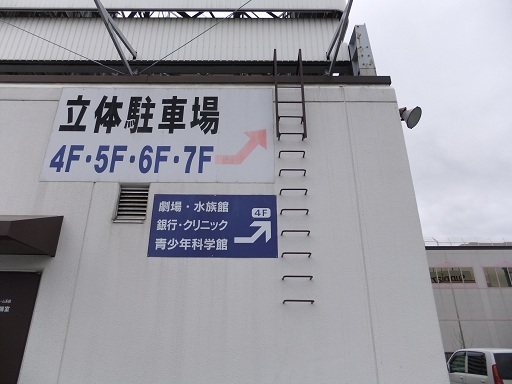 立体駐車場
4F・5F・6F・7F
劇場・水族館
銀行・クリニック
青少年科学館
4F